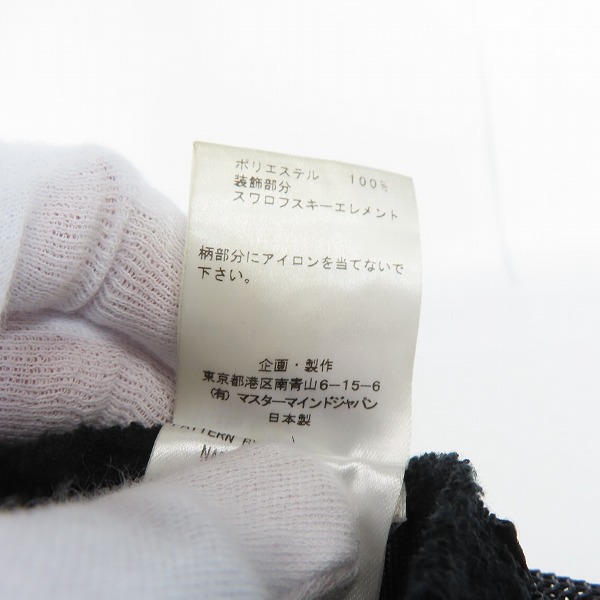 ポリエステル 100%
装飾部分
スワロフスキーエレメント
柄部分にアイロンを当てないで
下さい。
企画・製作
東京都港区南青山6-15-6
(有) マスターマインドジャパン
日本製
PATTERN